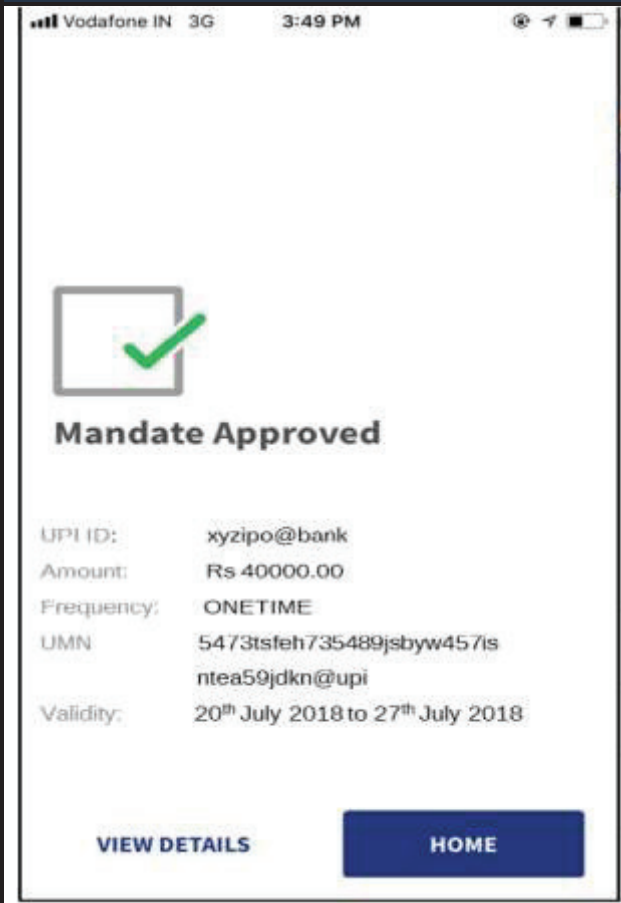 Vodafone IN 3G 3:49 PM
Mandate Approved
UPI ID: xyzipo@bank
Amount: Rs 40000.00
Frequency: ONETIME
UMN 5473tsfeh735489jsbyw457is
ntea59jdkn@upi
Validity: 20th July 2018 to 27th July 2018
VIEW DETAILS HOME